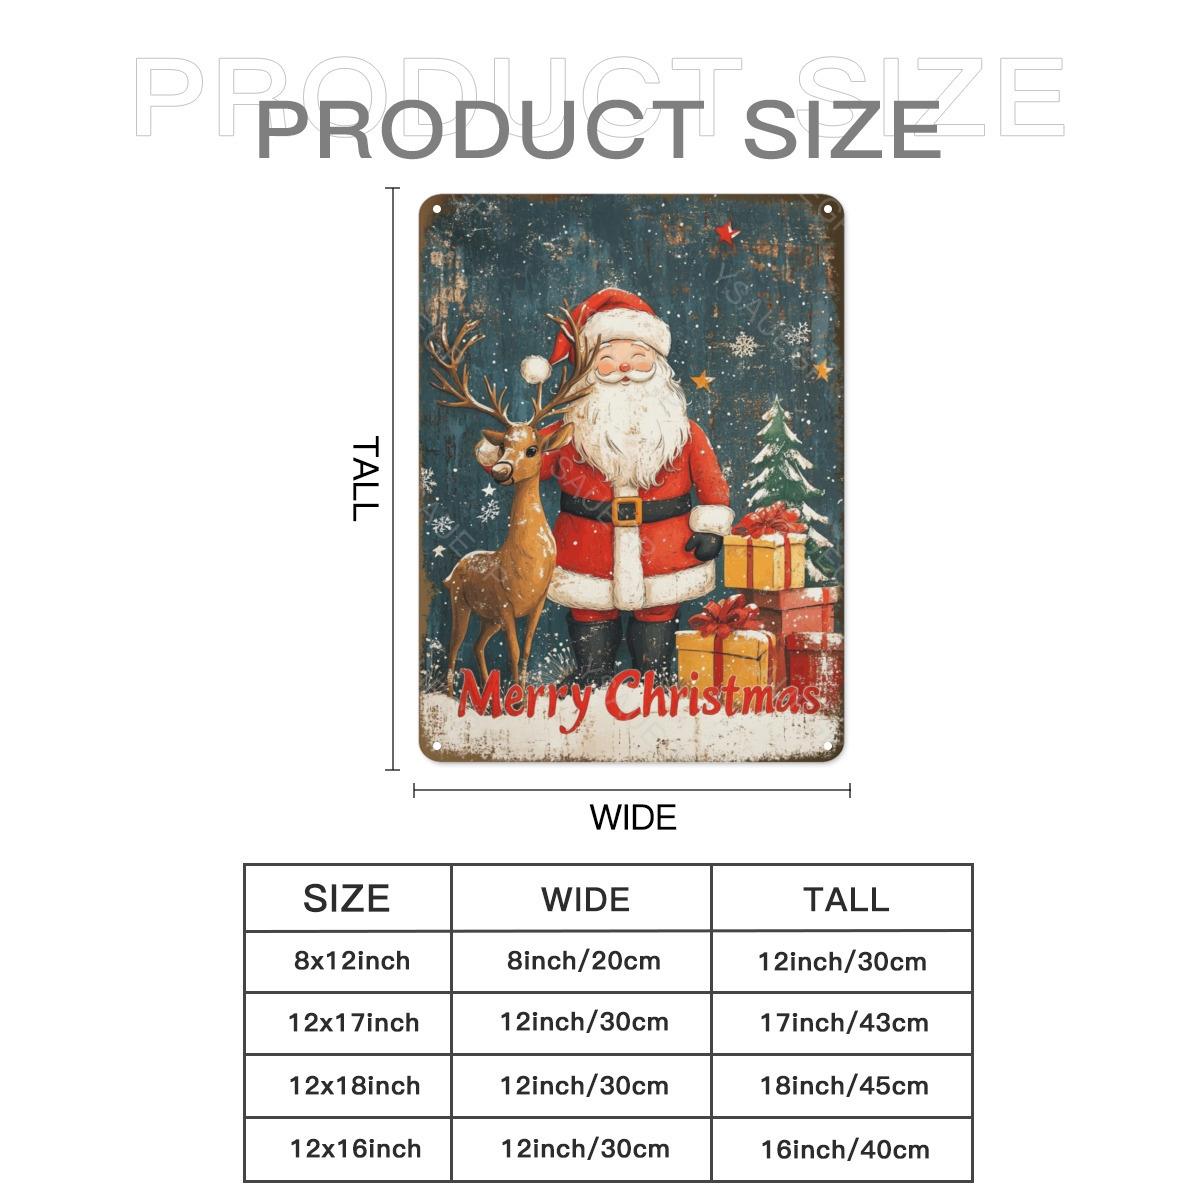 PRODUCT SIZE
PRODUCT SIZE
TALL
Merry Christmas
WIDE
SIZE WIDE TALL
8x12inch 8inch/20cm 12inch/30cm
12x17inch 12inch/30cm 17inch/43cm
12x18inch 12inch/30cm 18inch/45cm
12x16inch 12inch/30cm 16inch/40cm